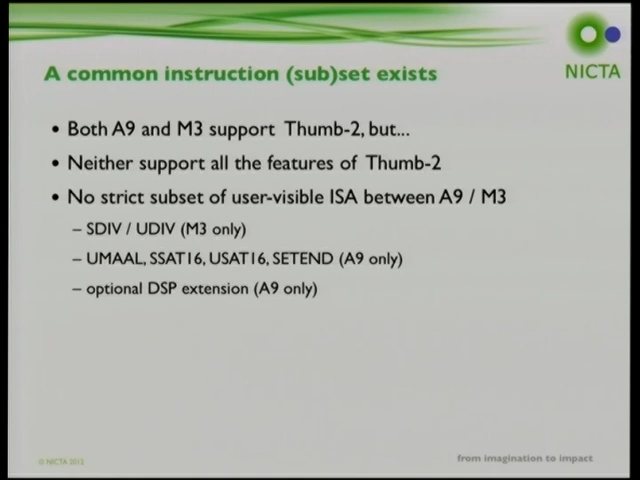 NICTA
A common instruction (sub)set exists
• Both A9 and M3 support Thumb-2, but...
• Neither support all the features of Thumb-2
• No strict subset of user-visible ISA between A9 / M3
– SDIV / UDIV (M3 only)
– UMAAL, SSAT16, USAT16, SETEND (A9 only)
– optional DSP extension (A9 only)
© NICTA 2012
from imagination to impact